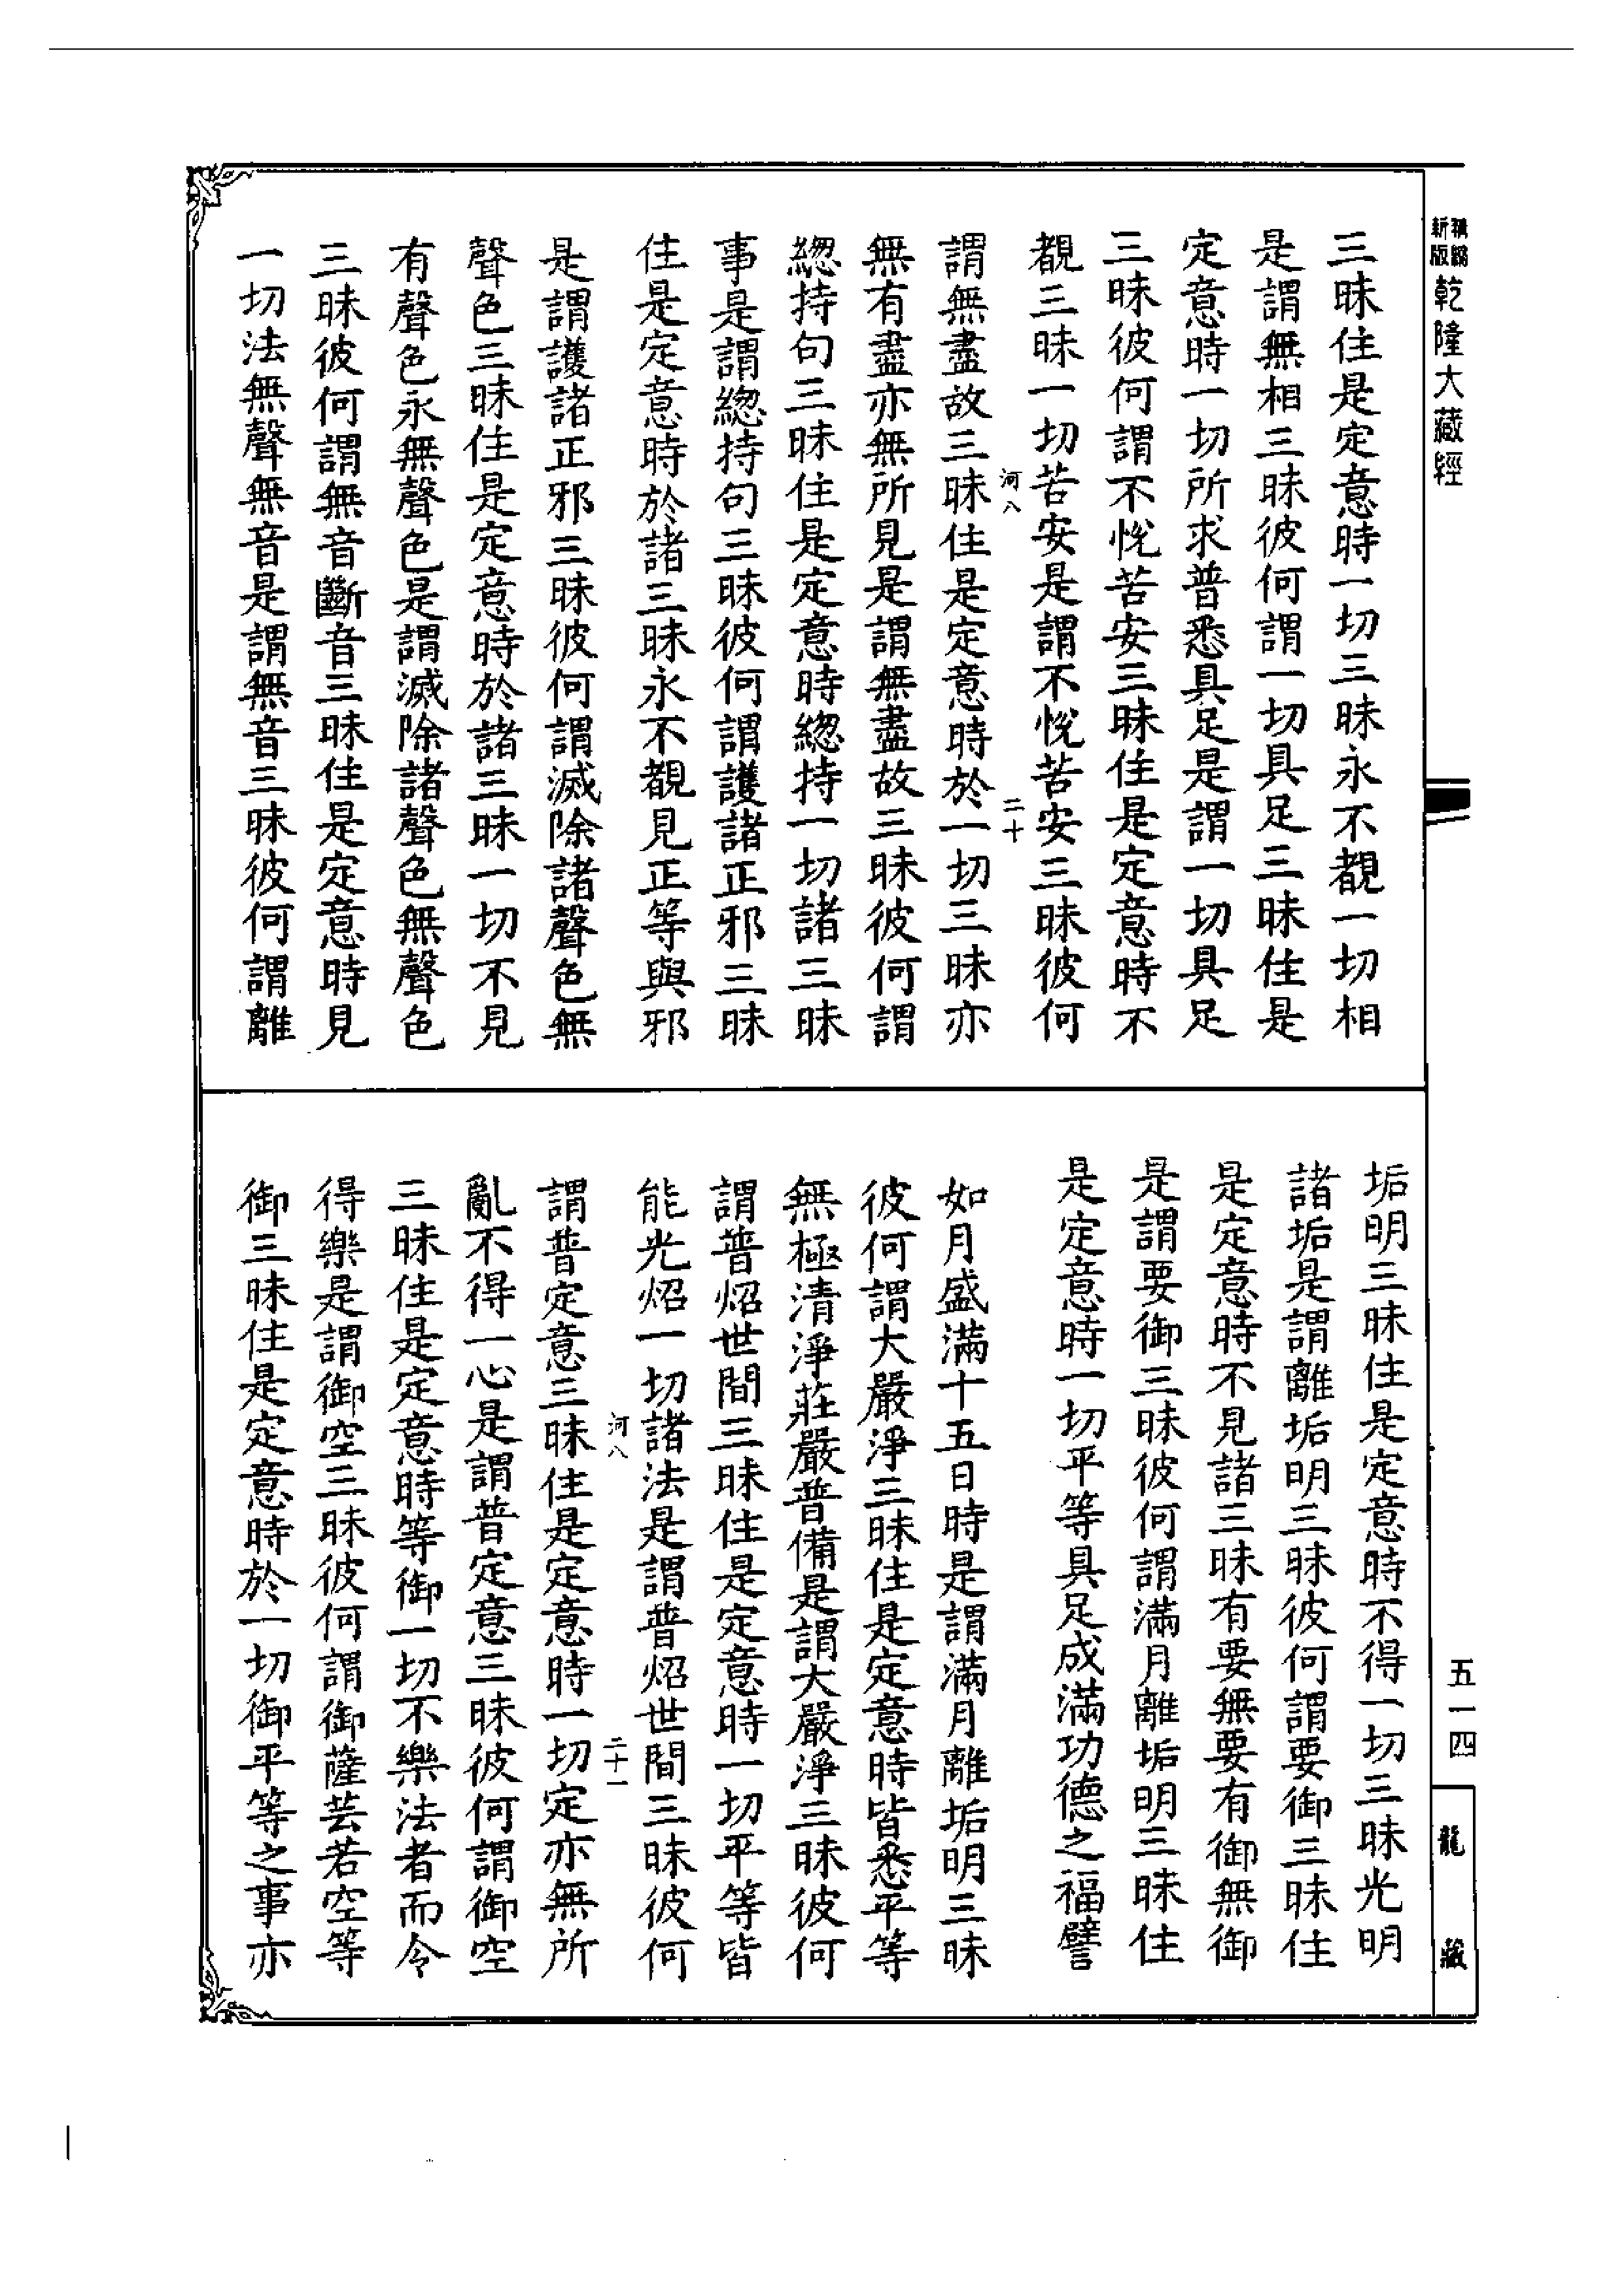 新編
新版
乾隆大藏經
三昧住是定意時一切三昧永不覩一切相
是謂無相三昧彼何謂一切具足三昧住是
定意時一切所求普悉具足是謂一切具足
三昧彼何謂不悅苦安三昧住是定意時不
覩三昧一切苦安是謂不悅苦安三昧彼何
河八
二十
謂無盡故三昧住是定意時於一切三昧亦
無有盡亦無所見是謂無盡故三昧彼何謂
緫持句三昧住是定意時緫持一切諸三昧
事是謂緫持句三昧彼何謂護諸正邪三昧
住是定意時於諸三昧永不覩見正等與邪
是謂護諸正邪三昧彼何謂滅除諸聲色無
聲色三昧住是定意時於諸三昧一切不見
有聲色永無聲色是謂滅除諸聲色無聲色
三昧彼何謂無音斷音三昧住是定意時見
一切法無聲無音是謂無音三昧彼何謂離
垢明三昧住是定意時不得一切三昧光明
諸垢是謂離垢明三昧彼何謂要御三昧住
是定意時不見諸三昧有要無要有御無御
是謂要御三昧彼何謂滿月離垢明三昧住
是定意時一切平等具足成滿功德之福譬
如月盛滿十五日時是謂滿月離垢明三昧
彼何謂大嚴淨三昧住是定意時皆悉平等
無極清淨莊嚴普備是謂大嚴淨三昧彼何
謂普炤世間三昧住是定意時一切平等皆
能光炤一切諸法是謂普炤世間三昧彼何
河八
二十一
謂普定意三昧住是定意時一切定亦無所
亂不得一心是謂普定意三昧彼何謂御空
三昧住是定意時等御一切不樂法者而令
得樂是謂御空三昧彼何謂御薩芸若空等
御三昧住是定意時於一切御平等之事亦
五一四
龍藏